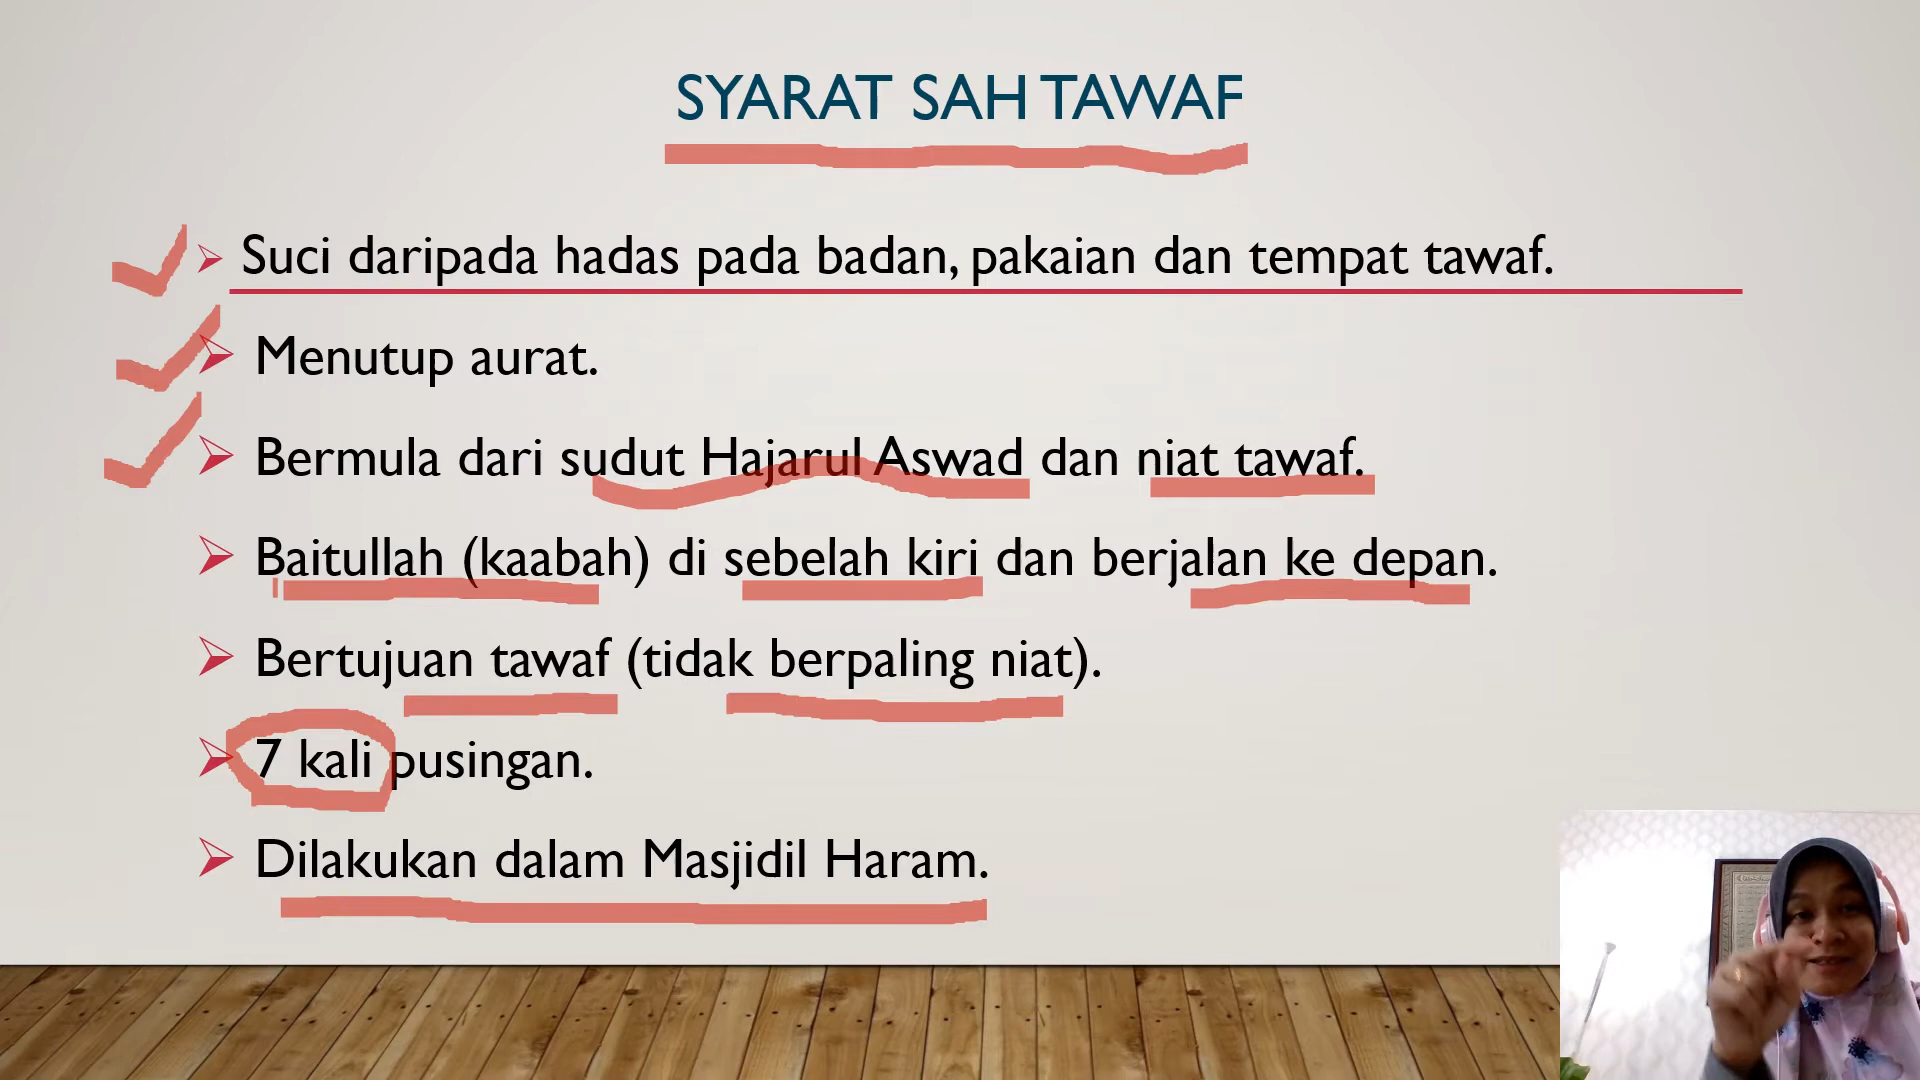 SYARAT SAH TAWAF
Suci daripada hadas pada badan, pakaian dan tempat tawaf.
Menutup aurat.
Bermula dari sudut Hajarul Aswad dan niat tawaf.
Baitullah (kaabah) di sebelah kiri dan berjalan ke depan.
Bertujuan tawaf (tidak berpaling niat).
7 kali pusingan.
Dilakukan dalam Masjidil Haram.